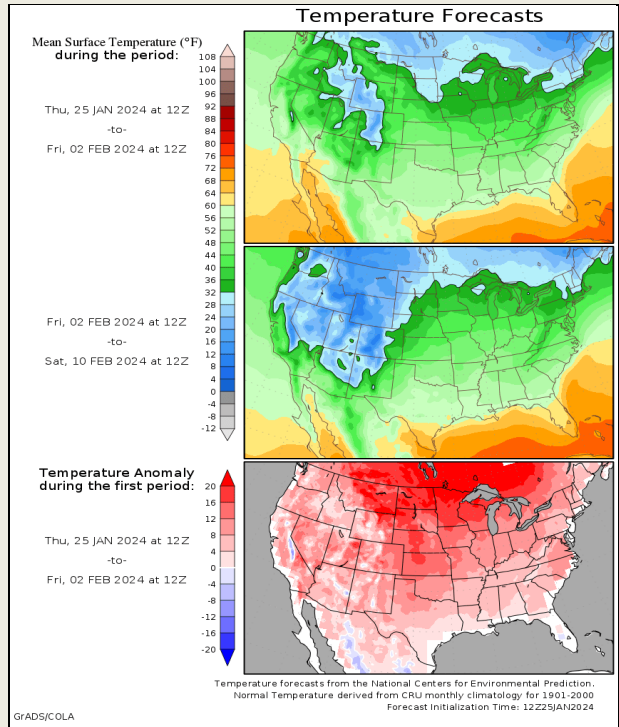 Temperature Forecasts
Mean Surface Temperature (°F)
during the period:
Thu, 25 JAN 2024 at 12Z
-to-
Fri, 02 FEB 2024 at 12Z
108
104
100
96
92
88
84
80
76
72
68
64
60
56
52
48
44
40
36
32
28
24
20
16
12
8
4
0
-4
-8
-12
Fri, 02 FEB 2024 at 12Z
-to-
Sat, 10 FEB 2024 at 12Z
Temperature Anomaly
during the first period:
Thu, 25 JAN 2024 at 12Z
-to-
Fri, 02 FEB 2024 at 12Z
20
16
12
8
4
0
-4
-8
-12
-16
-20
Temperature forecasts from the National Centers for Environmental Prediction.
Normal Temperature derived from CRU monthly climatology for 1901-2000
Forecast Initialization Time: 12Z25JAN2024
GrADS/COLA